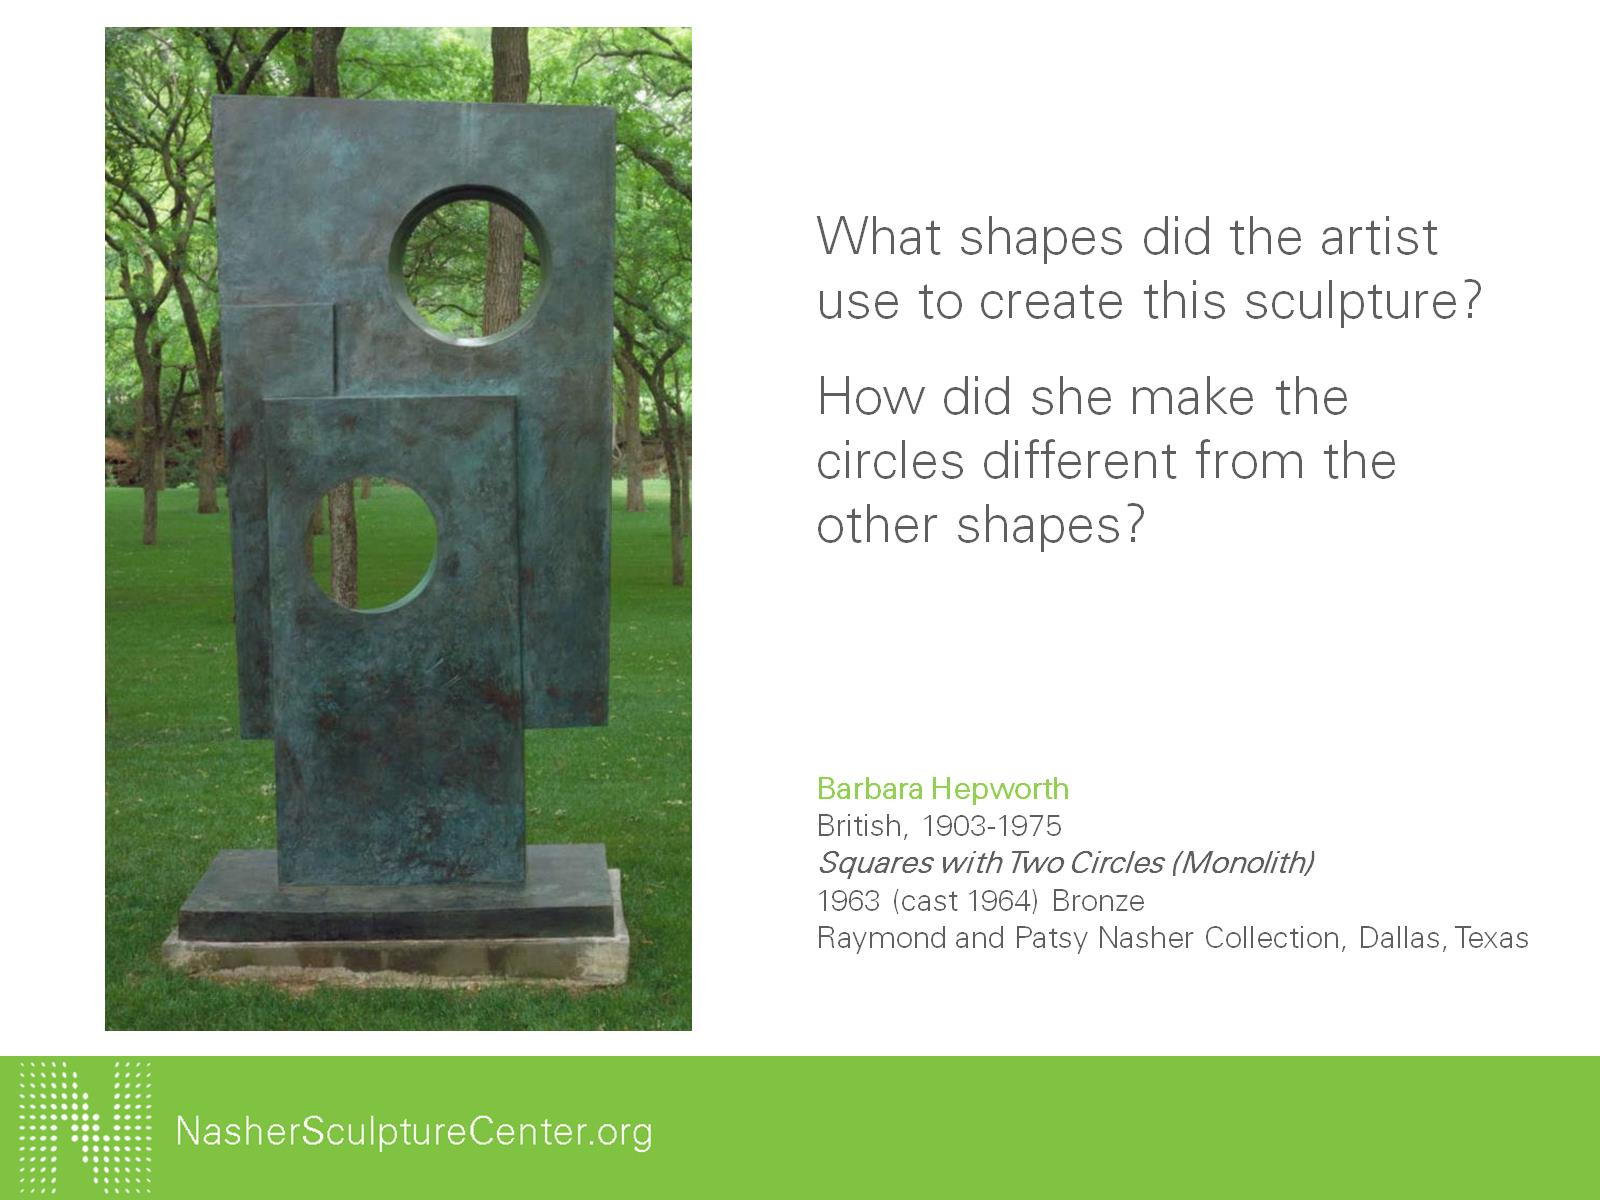 What shapes did the artist
use to create this sculpture?
How did she make the
circles different from the
other shapes?
Barbara Hepworth
British, 1903-1975
Squares with Two Circles (Monolith)
1963 (cast 1964) Bronze
Raymond and Patsy Nasher Collection, Dallas, Texas
NasherSculptureCenter.org